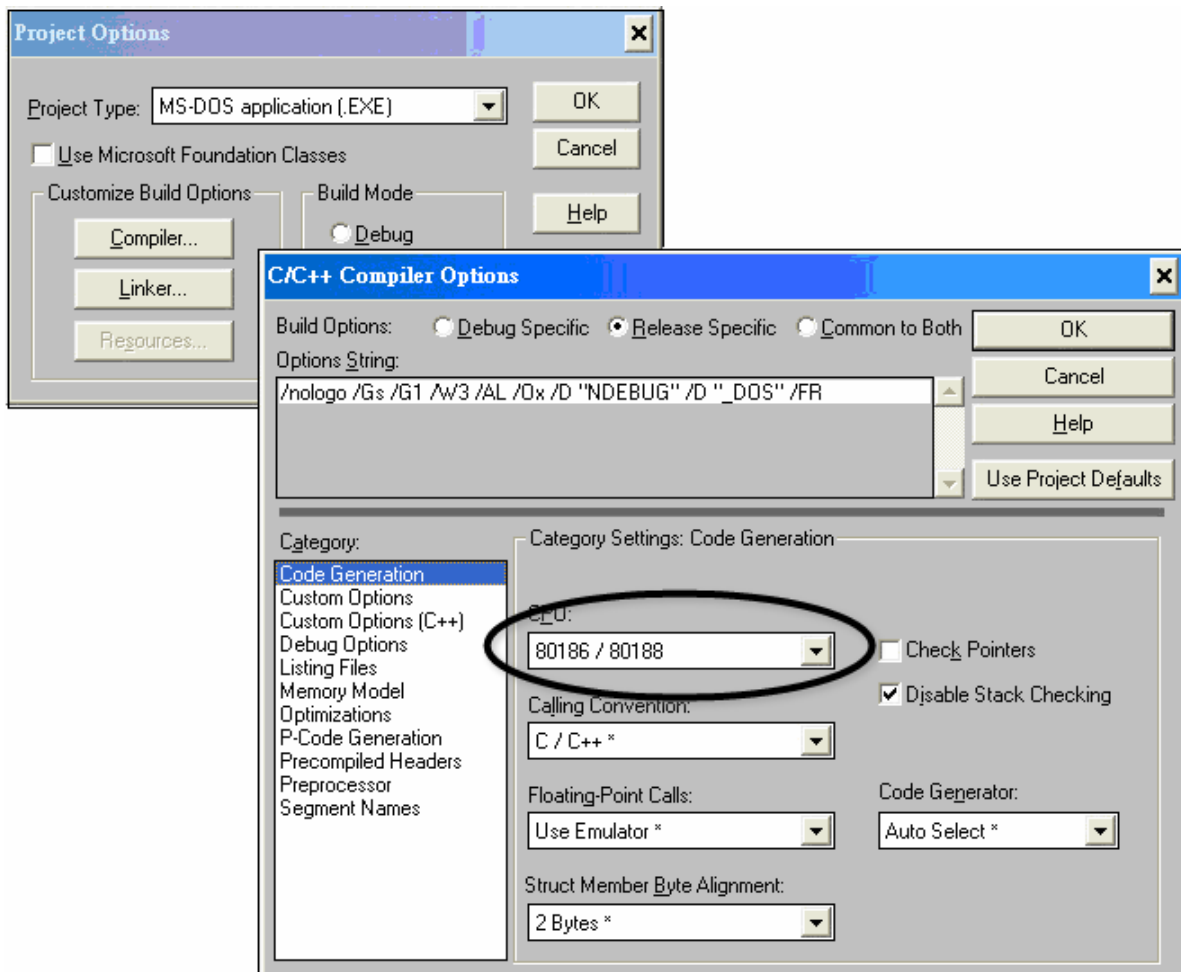 Project Options
Project Type: MS-DOS application (.EXE)
OK
Cancel
Use Microsoft Foundation Classes
Help
Customize Build Options
Compiler...
Linker...
Resources...
Build Mode
Debug
C/C++ Compiler Options
Build Options: Debug Specific Release Specific Common to Both
OK
Cancel
Help
Use Project Defaults
Options String:
/nologo /Gs /G1 /W3 /AL /Ox /D "NDEBUG" /D "_DOS" /FR
Category:
Code Generation
Custom Options
Custom Options (C++)
Debug Options
Listing Files
Memory Model
Optimizations
P-Code Generation
Precompiled Headers
Preprocessor
Segment Names
Category Settings: Code Generation
CPU:
80186 / 80188
Check Pointers
Disable Stack Checking
Calling Convention:
C / C++ *
Floating-Point Calls:
Use Emulator *
Code Generator:
Auto Select *
Struct Member Byte Alignment:
2 Bytes *